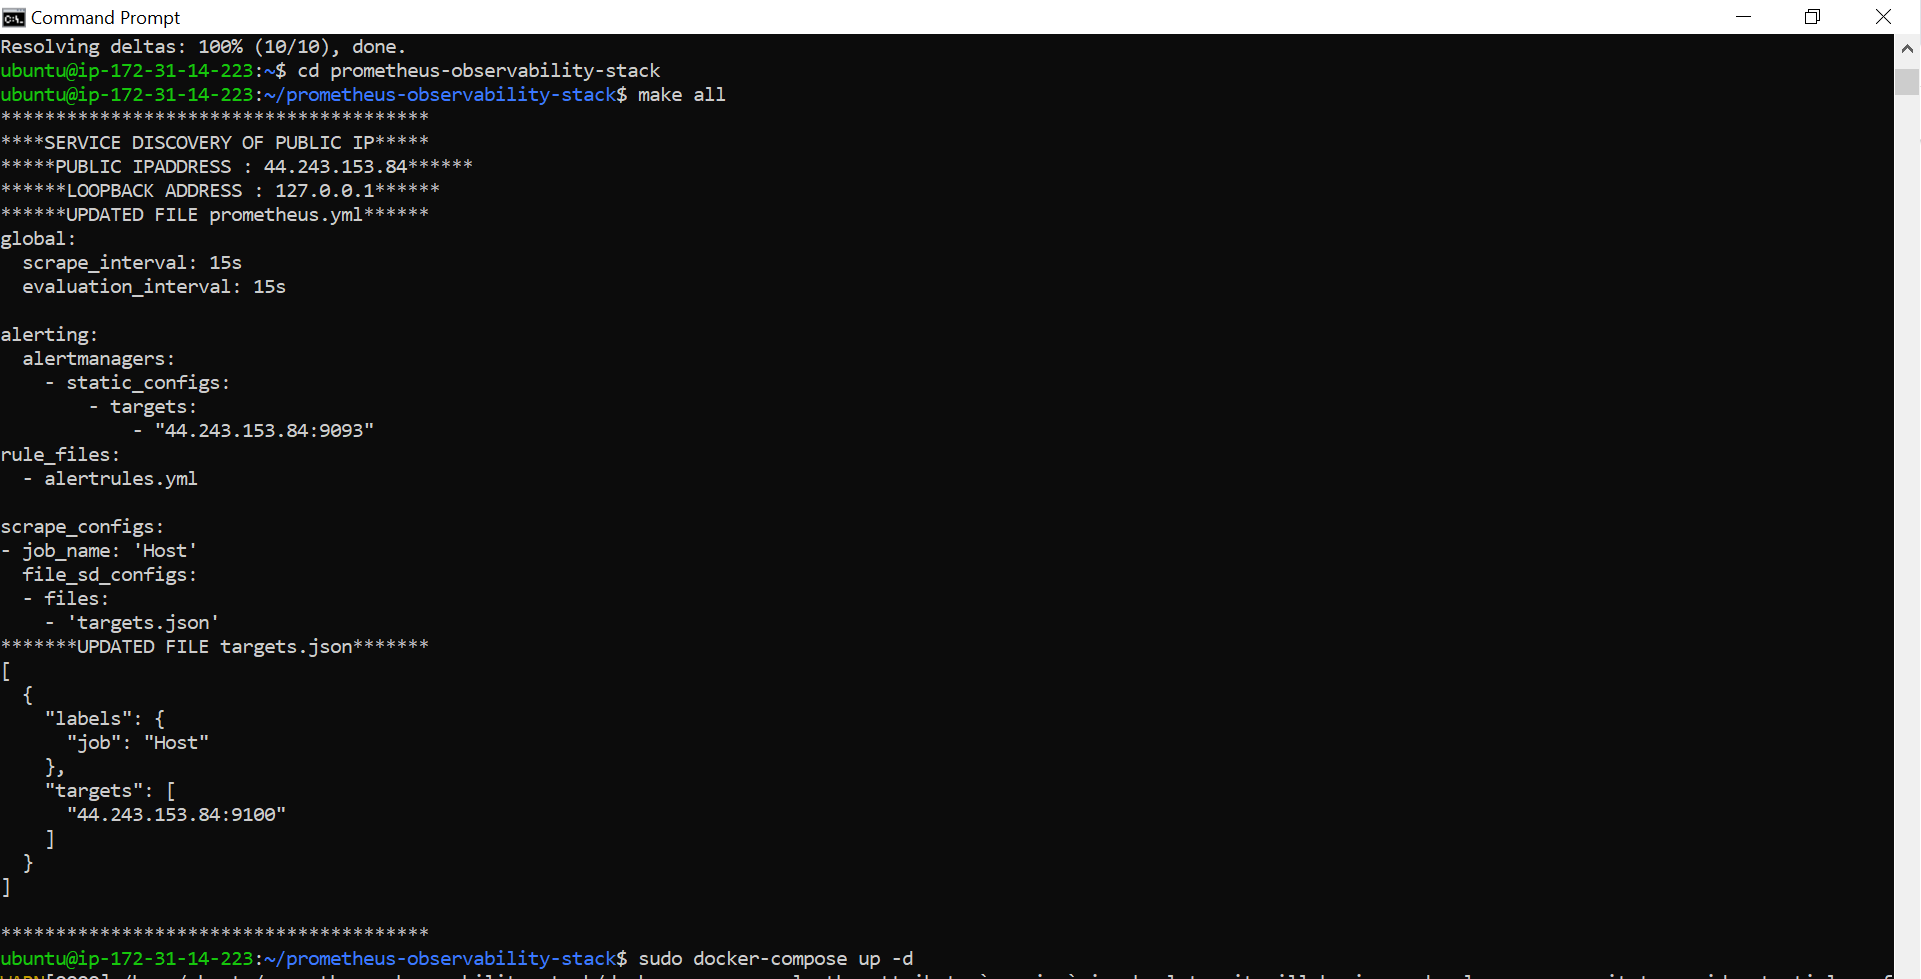 Command Prompt
Resolving deltas: 100% (10/10), done.
ubuntu@ip-172-31-14-223:~$ cd prometheus-observability-stack
ubuntu@ip-172-31-14-223:~/prometheus-observability-stack$ make all
***************************************
****SERVICE DISCOVERY OF PUBLIC IP*****
*****PUBLIC IPADDRESS : 44.243.153.84******
******LOOPBACK ADDRESS : 127.0.0.1******
******UPDATED FILE prometheus.yml******
global:
  scrape_interval: 15s
  evaluation_interval: 15s
alerting:
  alertmanagers:
    - static_configs:
        - targets:
            - "44.243.153.84:9093"
rule_files:
  - alertrules.yml
scrape_configs:
- job_name: 'Host'
  file_sd_configs:
  - files:
    - 'targets.json'
*******UPDATED FILE targets.json*******
[
  {
    "labels": {
      "job": "Host"
    },
    "targets": [
      "44.243.153.84:9100"
    ]
  }
]
***************************************
ubuntu@ip-172-31-14-223:~/prometheus-observability-stack$ sudo docker-compose up -d